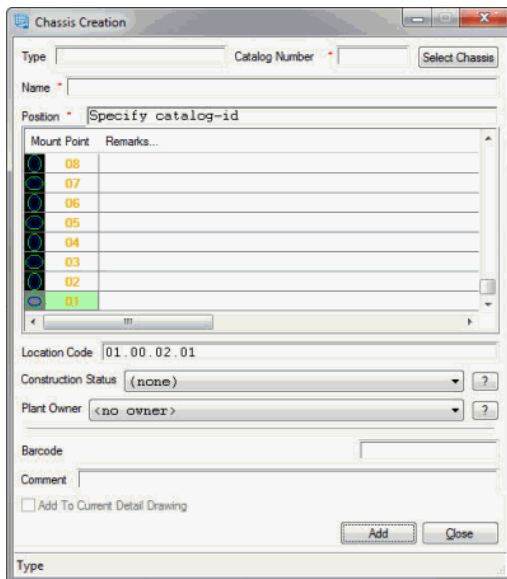 Chassis Creation
Type Catalog Number * Select Chassis
Name *
Position * Specify catalog-id
Mount Point Remarks...
08
07
06
05
04
03
02
01
Location Code 01.00.02.01
Construction Status (none) ?
Plant Owner <no owner> ?
Barcode
Comment
Add To Current Detail Drawing
Add Close
Type